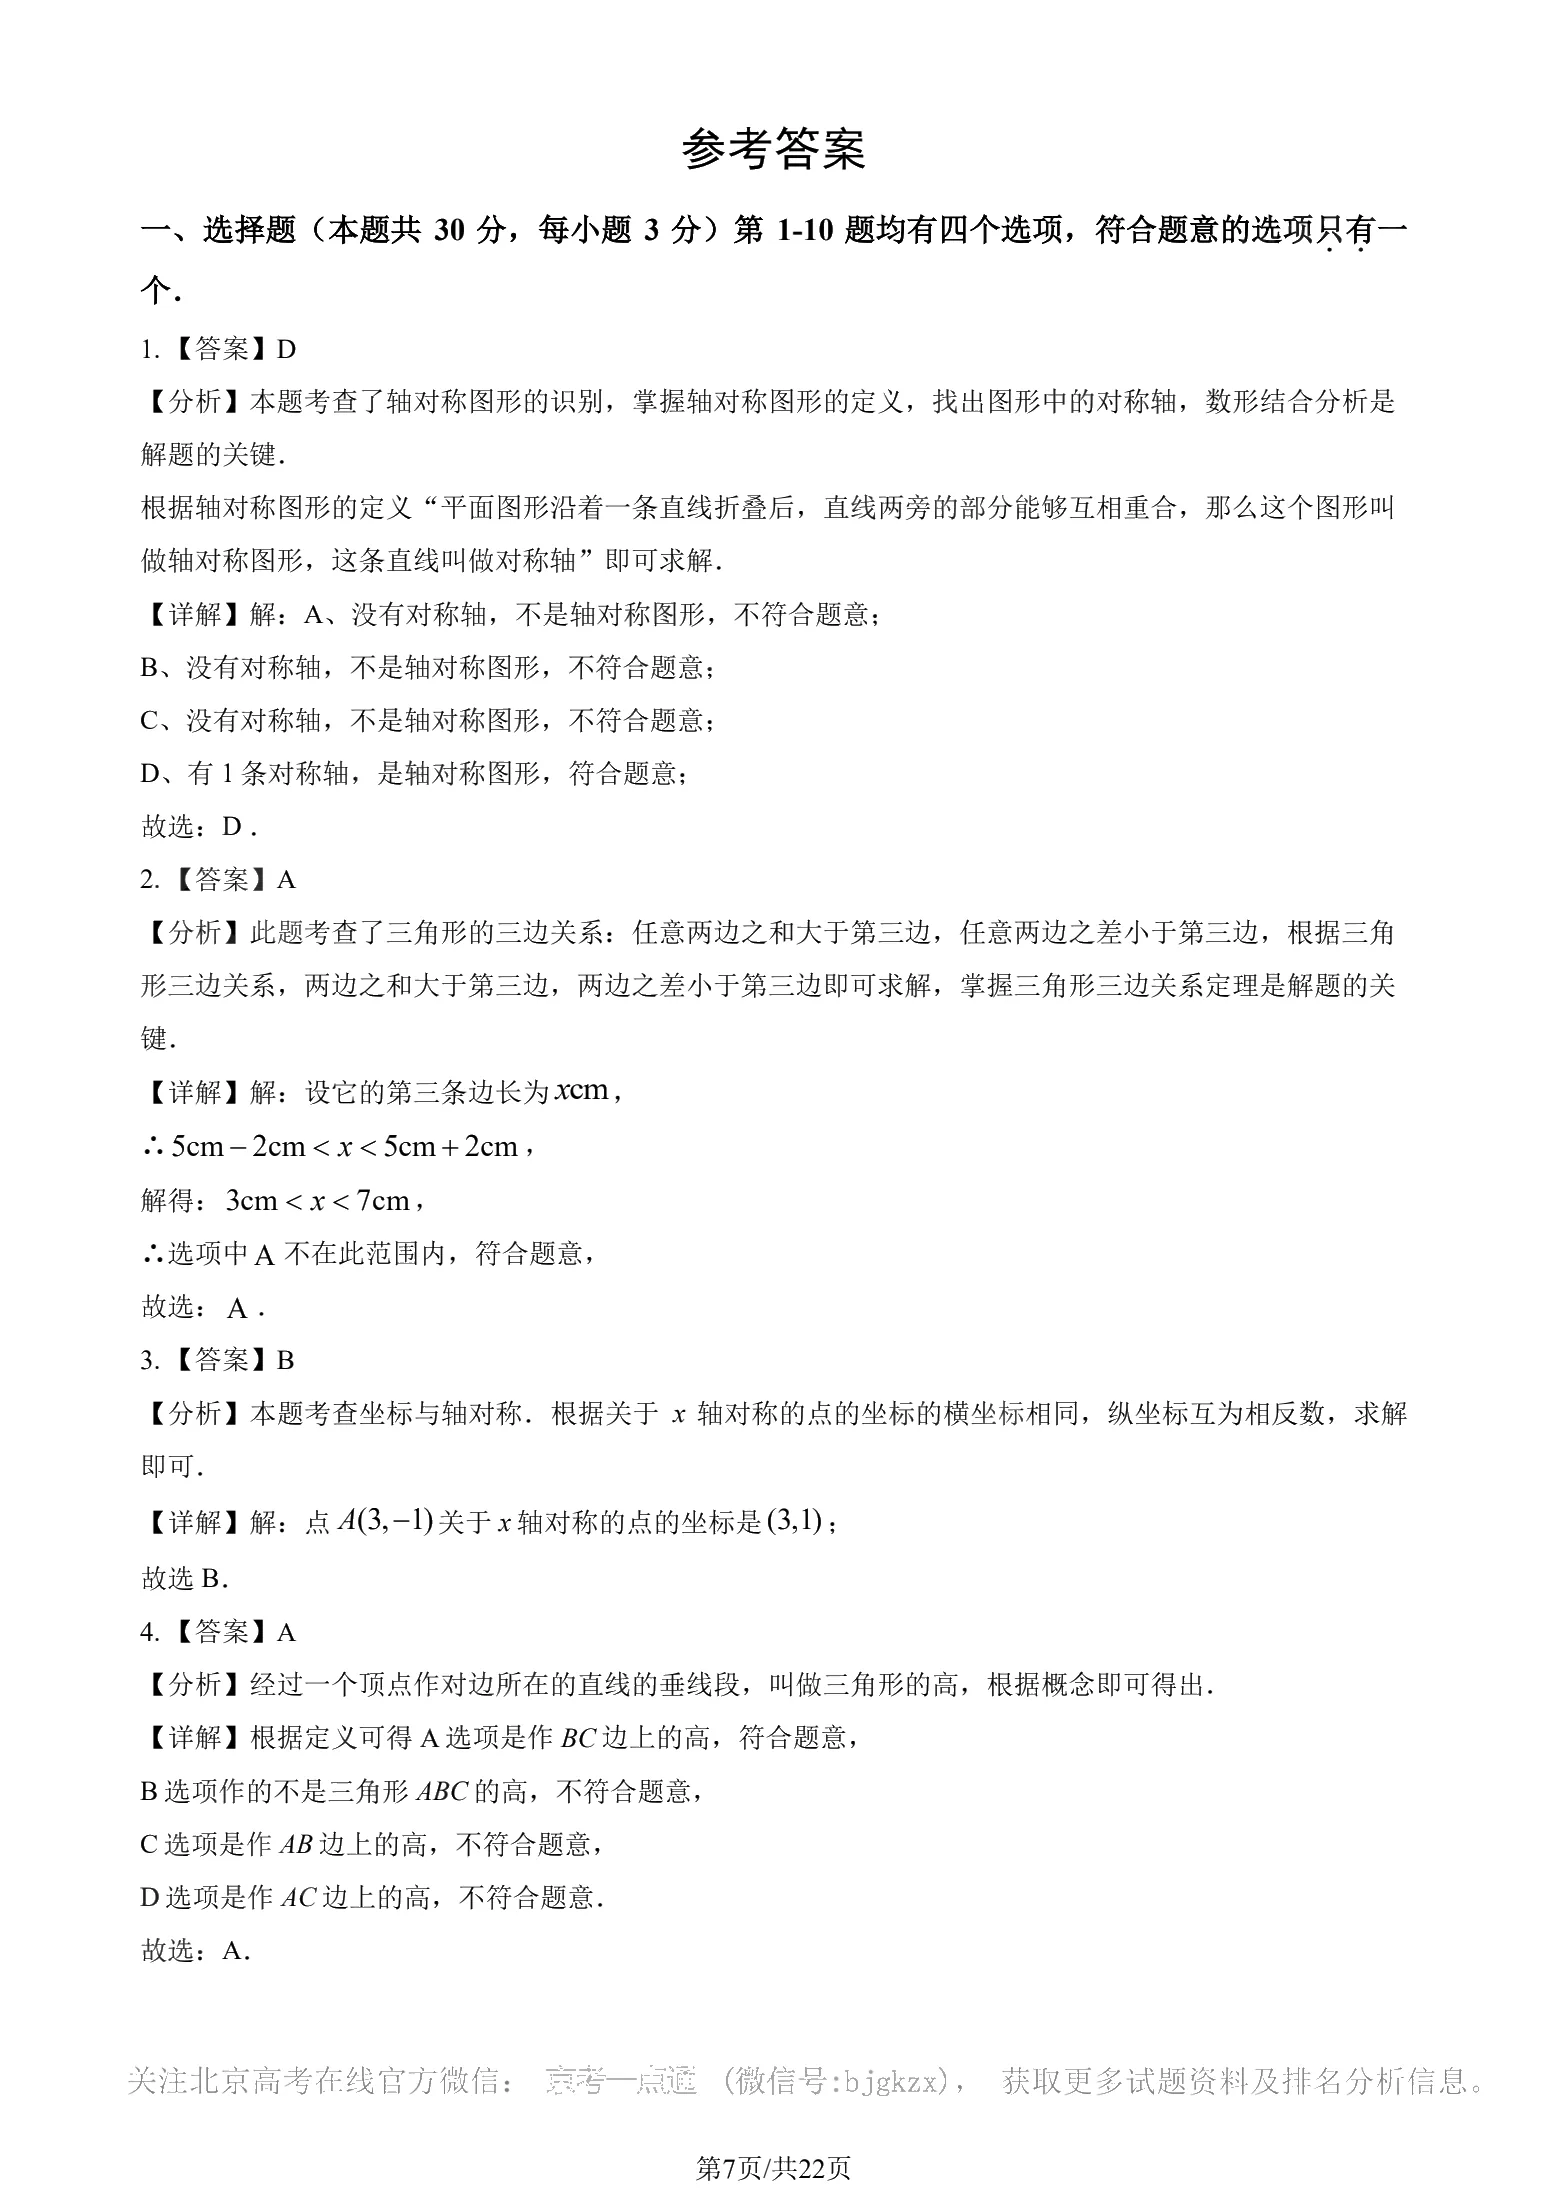 参考答案
一、选择题（本题共 30 分，每小题 3 分）第 1-10 题均有四个选项，符合题意的选项只有一
个．
1. 【答案】D
【分析】本题考查了轴对称图形的识别，掌握轴对称图形的定义，找出图形中的对称轴，数形结合分析是
解题的关键．
根据轴对称图形的定义“平面图形沿着一条直线折叠后，直线两旁的部分能够互相重合，那么这个图形叫
做轴对称图形，这条直线叫做对称轴”即可求解．
【详解】解：A、没有对称轴，不是轴对称图形，不符合题意；
B、没有对称轴，不是轴对称图形，不符合题意；
C、没有对称轴，不是轴对称图形，不符合题意；
D、有 1 条对称轴，是轴对称图形，符合题意；
故选：D．
2. 【答案】A
【分析】此题考查了三角形的三边关系：任意两边之和大于第三边，任意两边之差小于第三边，根据三角
形三边关系，两边之和大于第三边，两边之差小于第三边即可求解，掌握三角形三边关系定理是解题的关
键．
【详解】解：设它的第三条边长为 xcm，
∴5cm－2cm＜x＜5cm＋2cm，
解得：3cm＜x＜7cm，
∴选项中 A 不在此范围内，符合题意，
故选：A．
3. 【答案】B
【分析】本题考查坐标与轴对称．根据关于 x 轴对称的点的坐标的横坐标相同，纵坐标互为相反数，求解
即可．
【详解】解：点 A(3,−1) 关于 x 轴对称的点的坐标是 (3,1)；
故选 B．
4. 【答案】A
【分析】经过一个顶点作对边所在的直线的垂线段，叫做三角形的高，根据概念即可得出．
【详解】根据定义可得 A 选项是作 BC 边上的高，符合题意，
B 选项作的不是三角形 ABC 的高，不符合题意，
C 选项是作 AB 边上的高，不符合题意，
D 选项是作 AC 边上的高，不符合题意．
故选：A．
关注北京高考在线官方微信： 京考一点通 (微信号:bjgkzx)， 获取更多试题资料及排名分析信息。
第7页/共22页